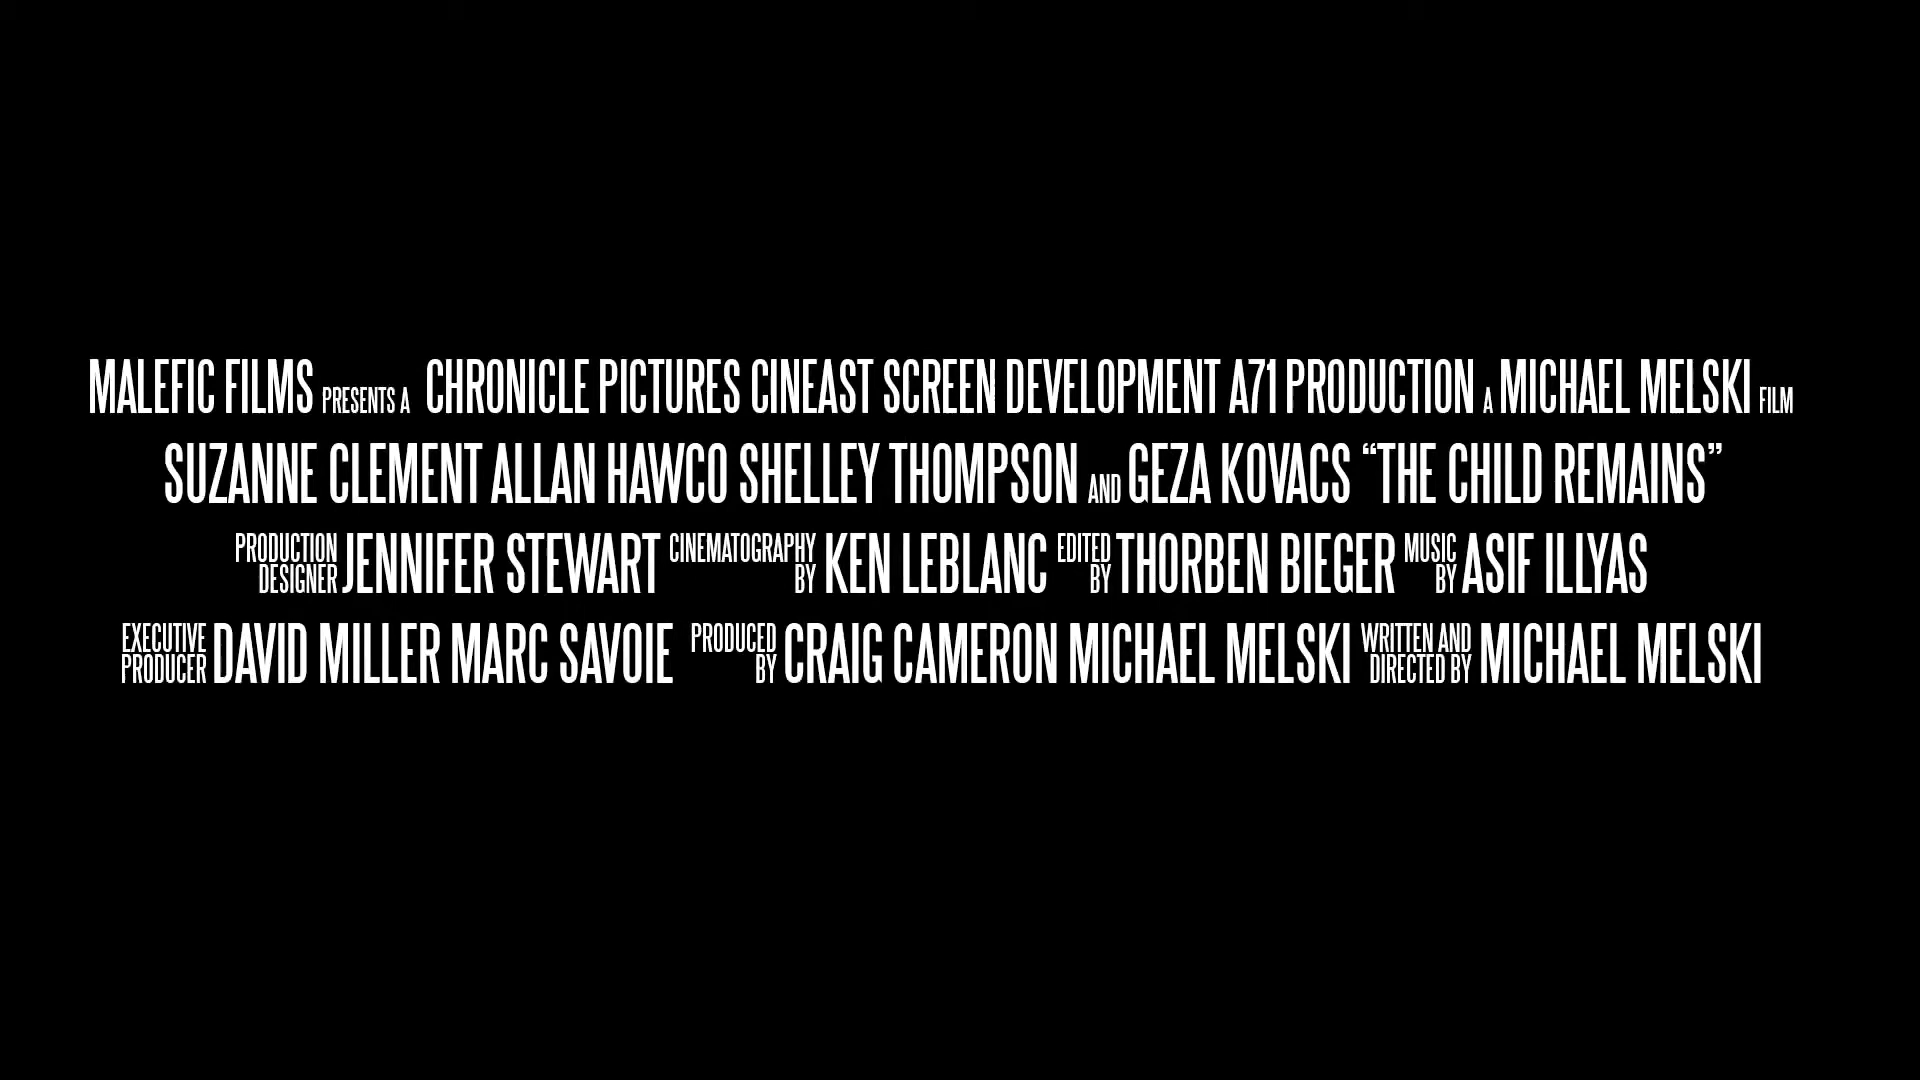 MALEFIC FILMS PRESENTS A CHRONICLE PICTURES CINEAST SCREEN DEVELOPMENT A71 PRODUCTION A MICHAEL MELSKI FILM
SUZANNE CLEMENT ALLAN HAWCO SHELLEY THOMPSON AND GEZA KOVACS “THE CHILD REMAINS”
PRODUCTION DESIGNER JENNIFER STEWART CINEMATOGRAPHY BY KEN LEBLANC EDITED BY THORBEN BIEGER MUSIC BY ASIF ILLYAS
EXECUTIVE PRODUCER DAVID MILLER MARC SAVOIE PRODUCED BY CRAIG CAMERON MICHAEL MELSKI WRITTEN AND DIRECTED BY MICHAEL MELSKI